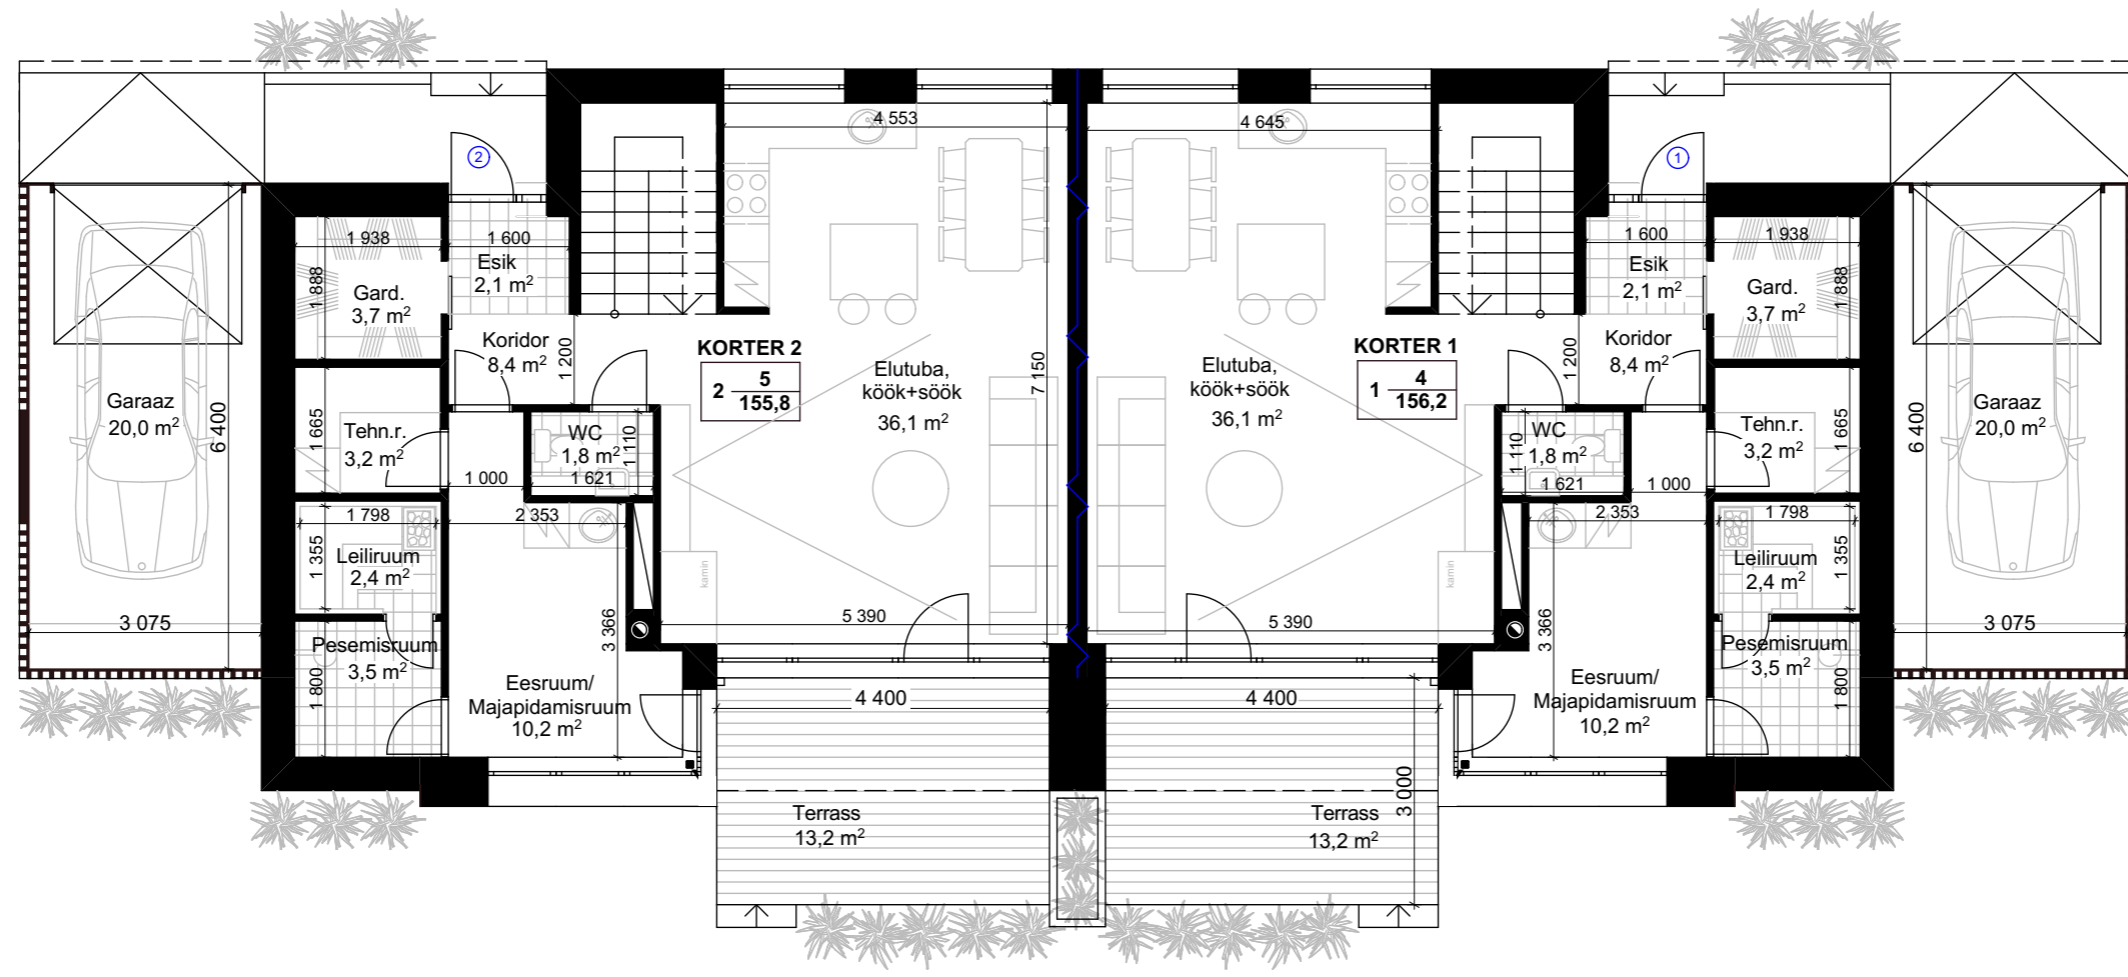 4 553
4 645
2
1
1 938
1 600
1 600
1 938
Esik
2,1 m²
Esik
2,1 m²
1 888
Gard.
3,7 m²
Gard.
3,7 m²
1 888
Koridor
8,4 m²
1 200
KORTER 2
2 5
155,8
Elutuba,
köök+söök
36,1 m²
7 150
Elutuba,
köök+söök
36,1 m²
KORTER 1
1 4
156,2
1 200
Koridor
8,4 m²
Garaaz
20,0 m²
6 400
6 400
Garaaz
20,0 m²
1 665
Tehn.r.
3,2 m²
WC
1,8 m²
1 110
1 621
1 000
WC
1,8 m²
1 110
1 621
1 000
Tehn.r.
3,2 m²
1 665
1 798
2 353
2 353
1 798
1 355
Leiliruum
2,4 m²
Leiliruum
2,4 m²
1 355
kamin
kamin
3 075
5 390
5 390
3 075
3 366
3 366
Pesemisruum
3,5 m²
Pesemisruum
3,5 m²
1 800
1 800
Eesruum/
Majapidamisruum
10,2 m²
4 400
4 400
Eesruum/
Majapidamisruum
10,2 m²
3 000
Terrass
13,2 m²
Terrass
13,2 m²